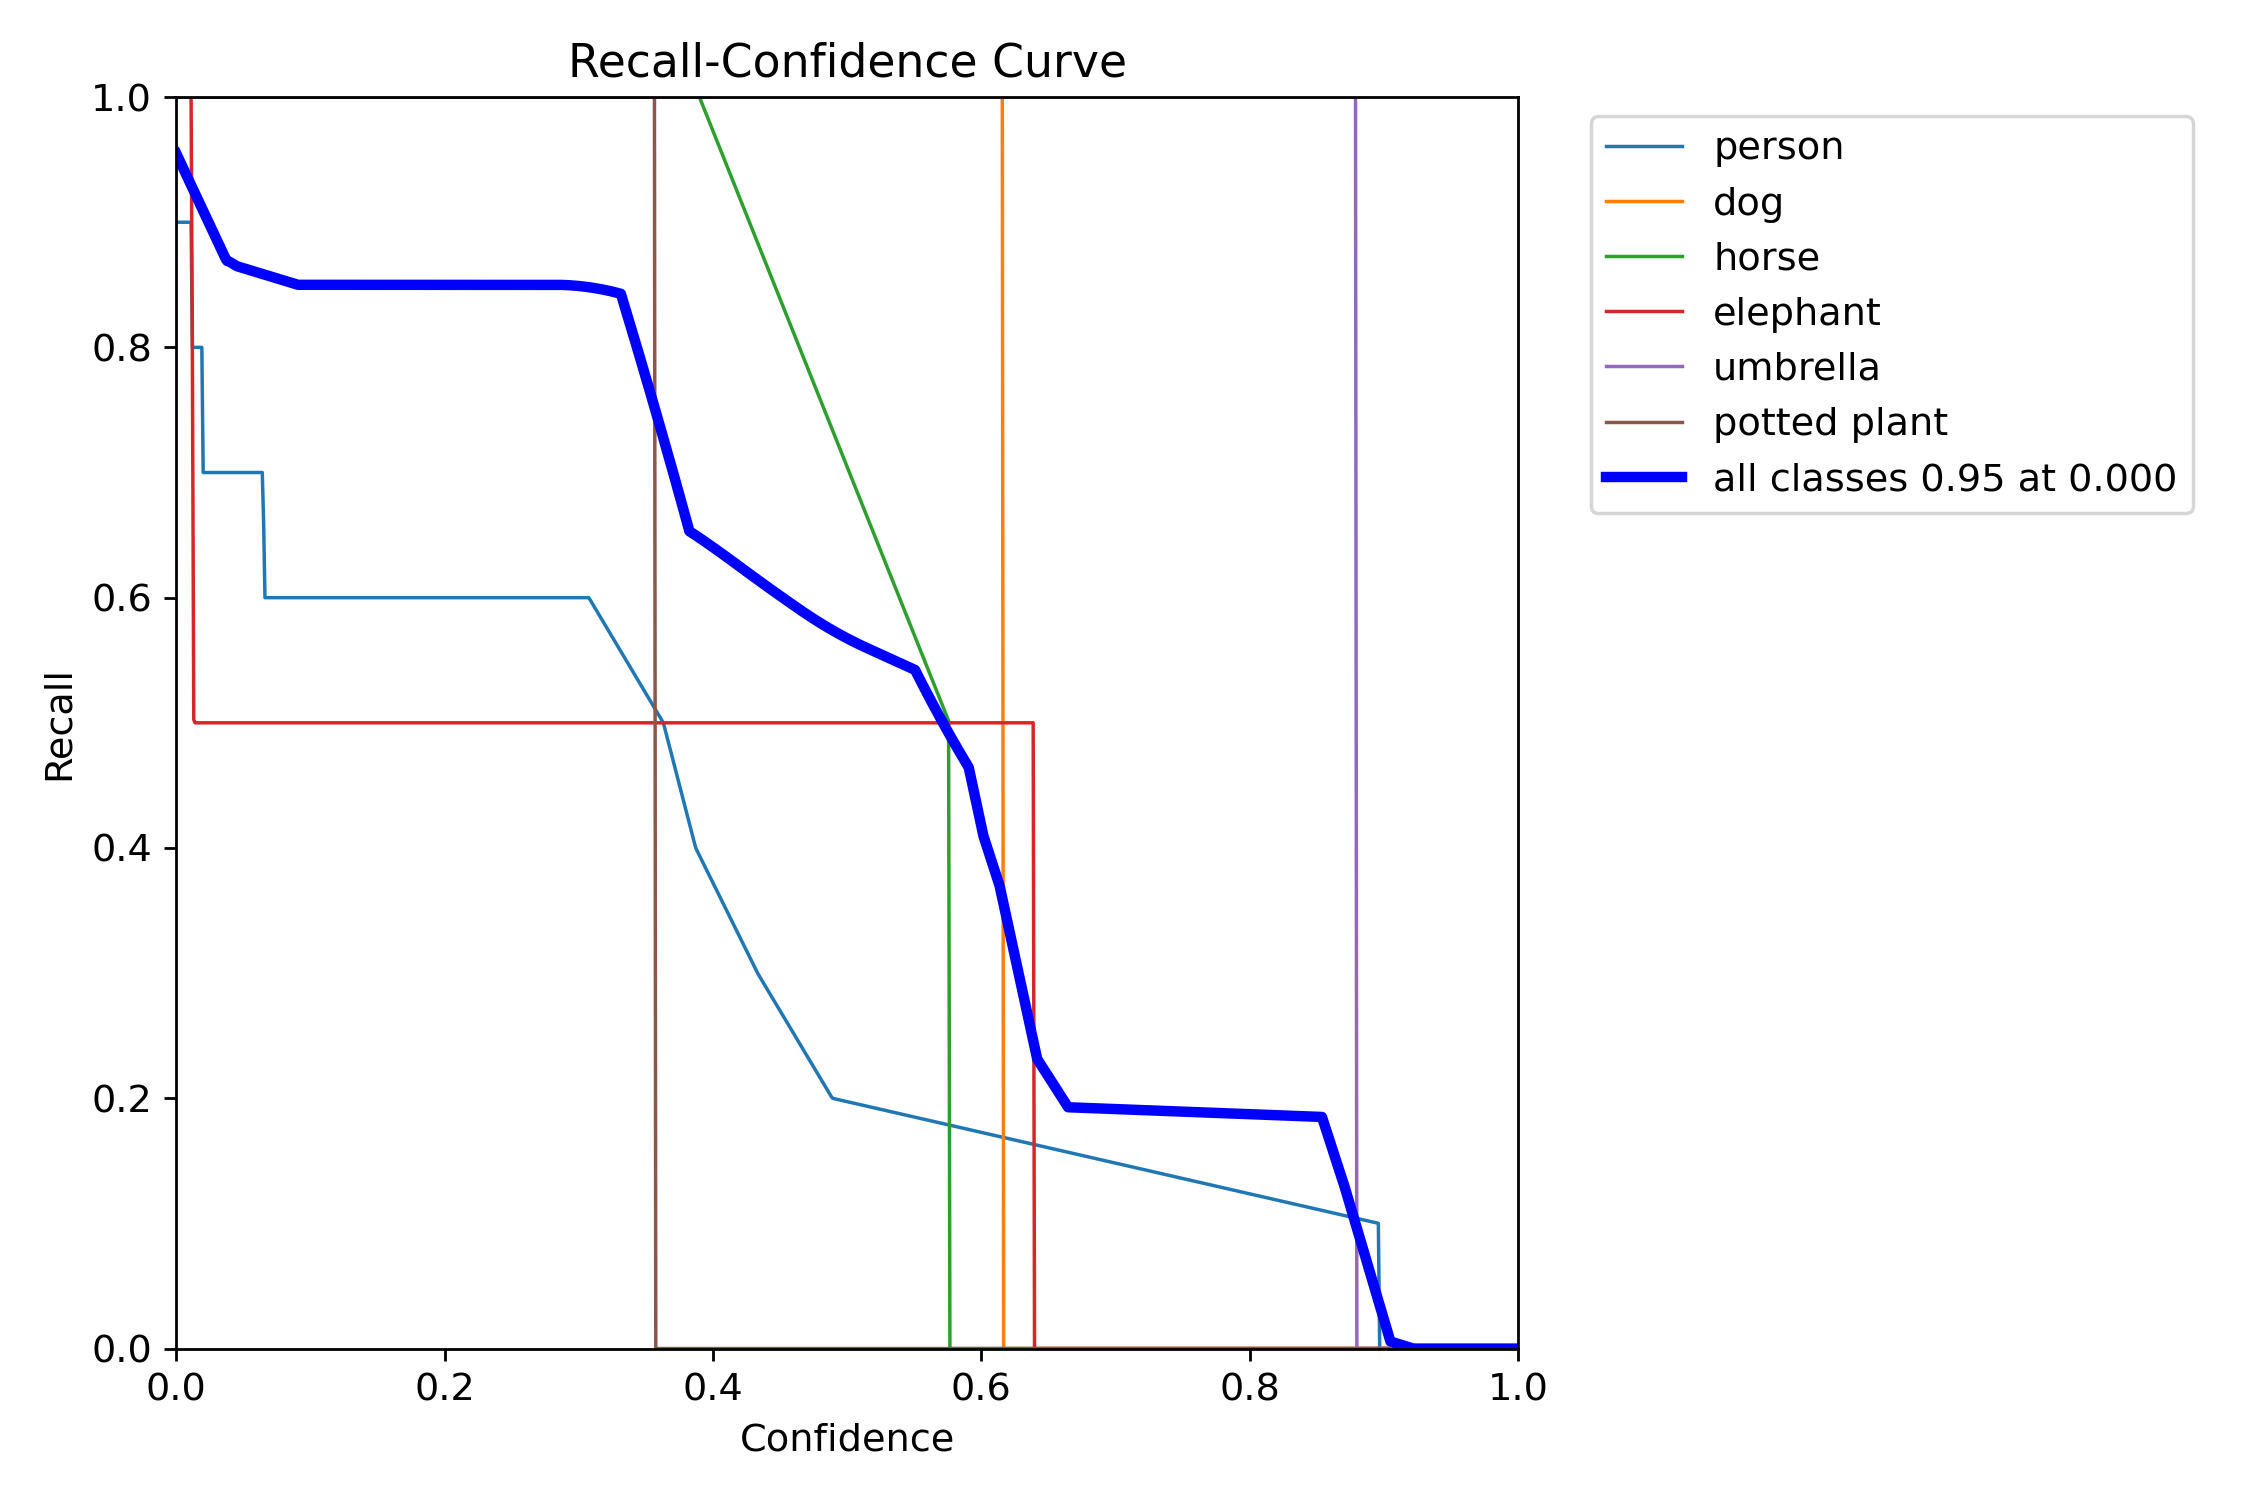 Recall-Confidence Curve
1.0
0.8
0.6
0.4
0.2
0.0
Recall
0.0 0.2 0.4 0.6 0.8 1.0
Confidence
person
dog
horse
elephant
umbrella
potted plant
all classes 0.95 at 0.000